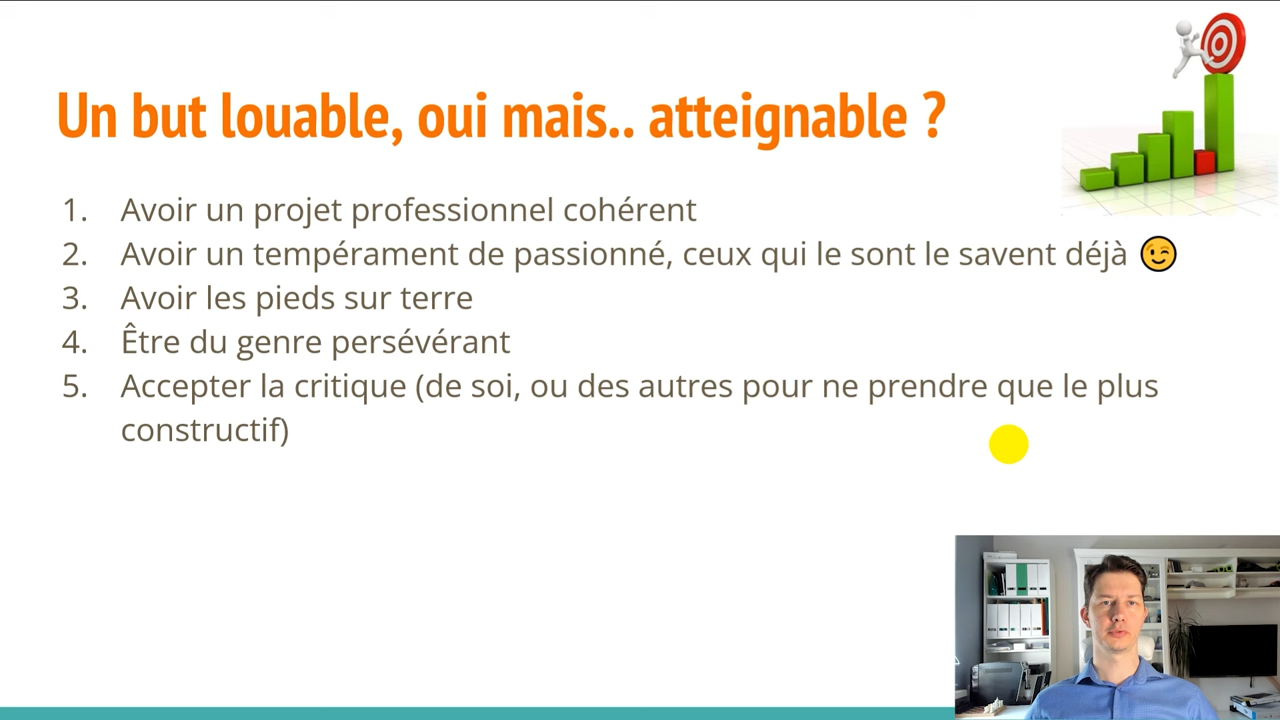 Un but louable, oui mais.. atteignable ?
1. Avoir un projet professionnel cohérent
2. Avoir un tempérament de passionné, ceux qui le sont le savent déjà 😉
3. Avoir les pieds sur terre
4. Être du genre persévérant
5. Accepter la critique (de soi, ou des autres pour ne prendre que le plus
constructif)